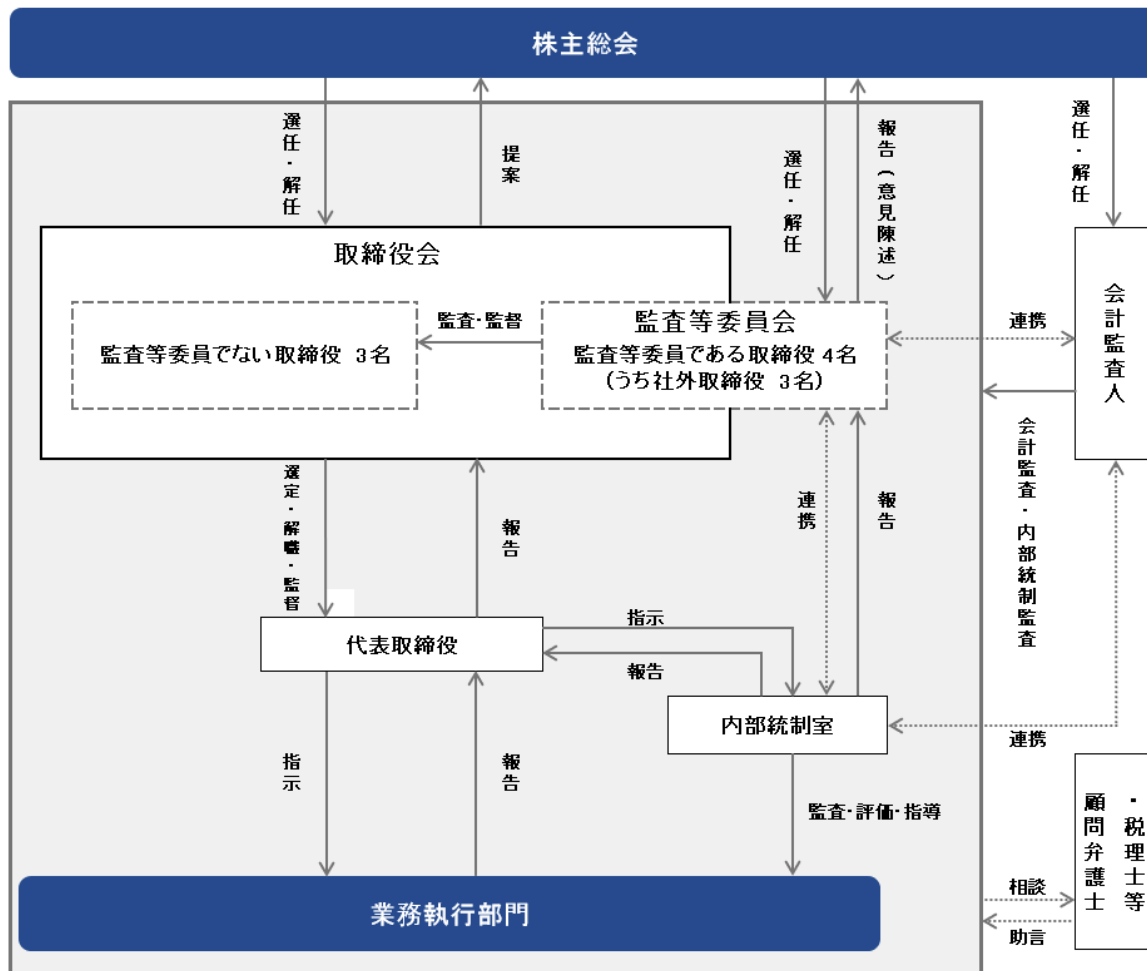 株主総会
選任・解任
提案
選任・解任
報告(意見陳述)
選任・解任
取締役会
監査等委員でない取締役 3名
監査・監督
監査等委員会
監査等委員である取締役 4名
(うち社外取締役 3名)
連携
会計監査人
会計監査・内部統制監査
選定・解職・監督
報告
連携
報告
代表取締役
指示
報告
内部統制室
連携
指示
報告
監査・評価・指導
業務執行部門
相談
助言
顧問弁護士
・税理士等